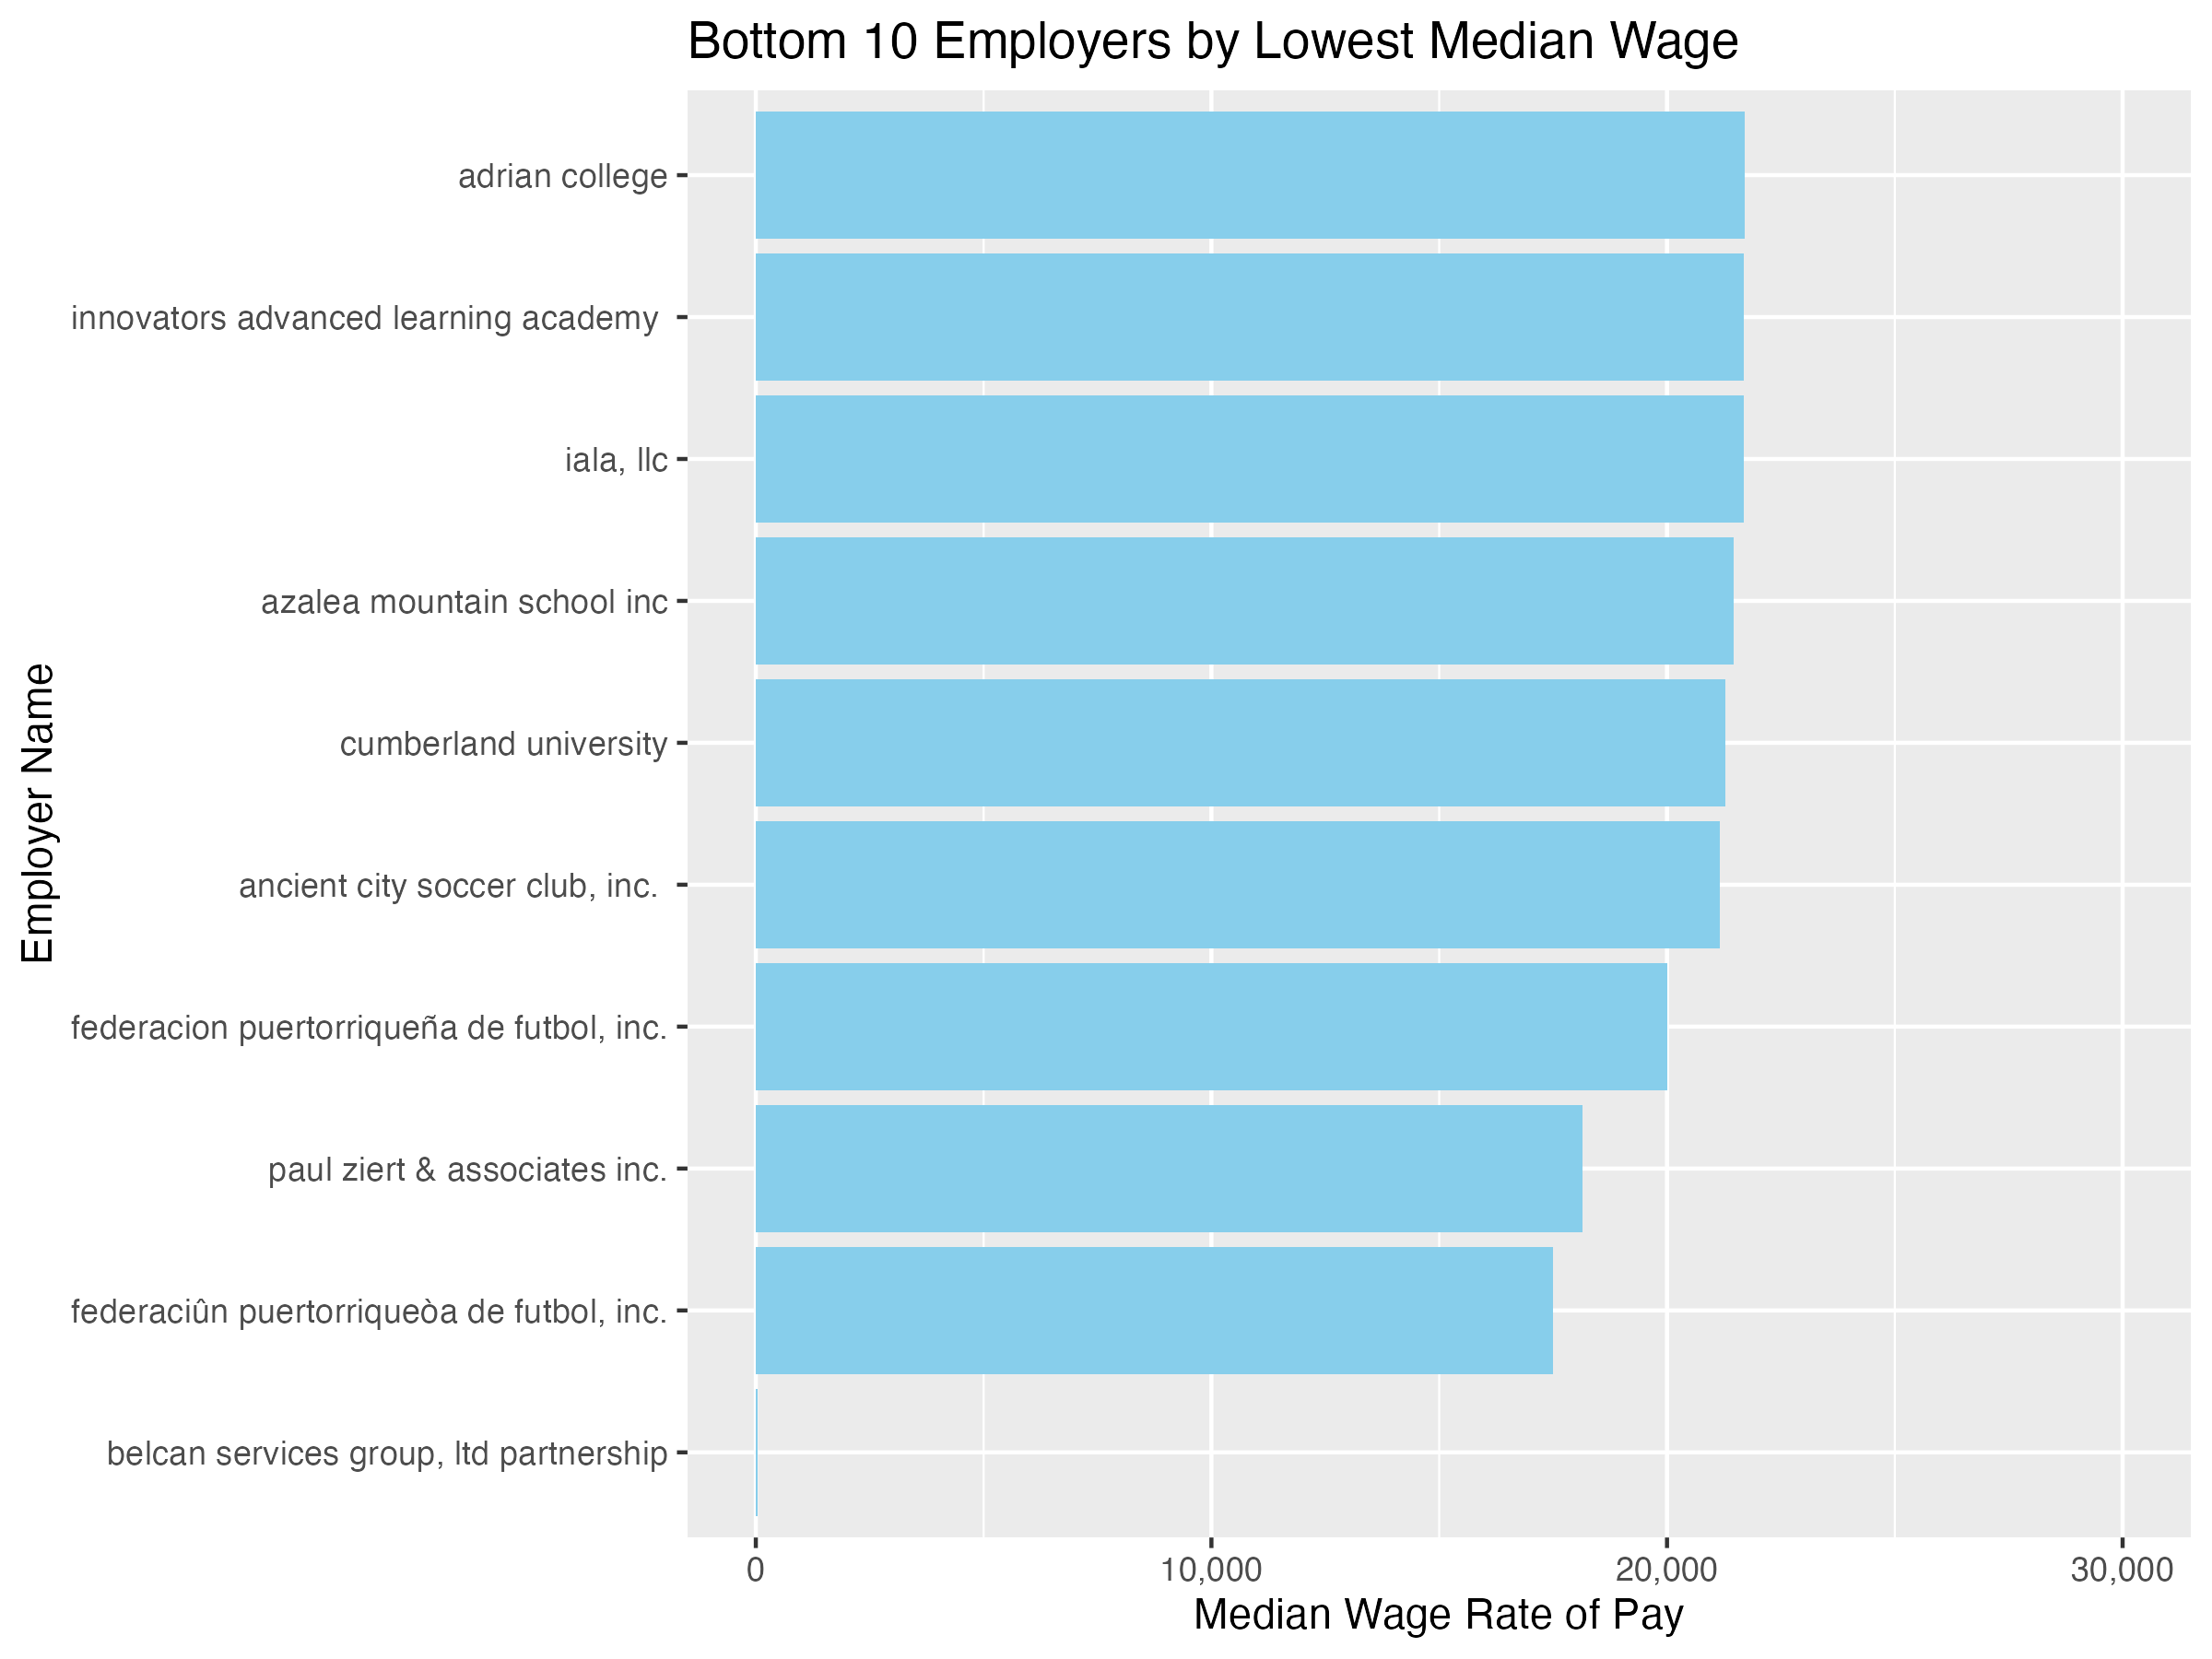 Bottom 10 Employers by Lowest Median Wage
Employer Name
adrian college
innovators advanced learning academy
iala, llc
azalea mountain school inc
cumberland university
ancient city soccer club, inc.
federacion puertorriqueña de futbol, inc.
paul ziert & associates inc.
federaciûn puertorriqueòa de futbol, inc.
belcan services group, ltd partnership
0 10,000 20,000 30,000
Median Wage Rate of Pay